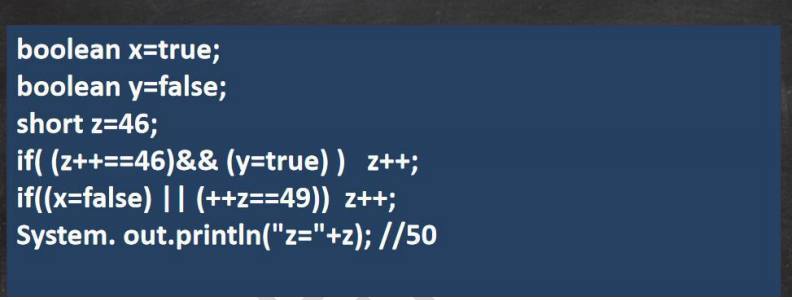 boolean x=true;
boolean y=false;
short z=46;
if( (z++==46)&& (y=true) ) z++;
if((x=false) || (++z==49)) z++;
System. out.println("z="+z); //50